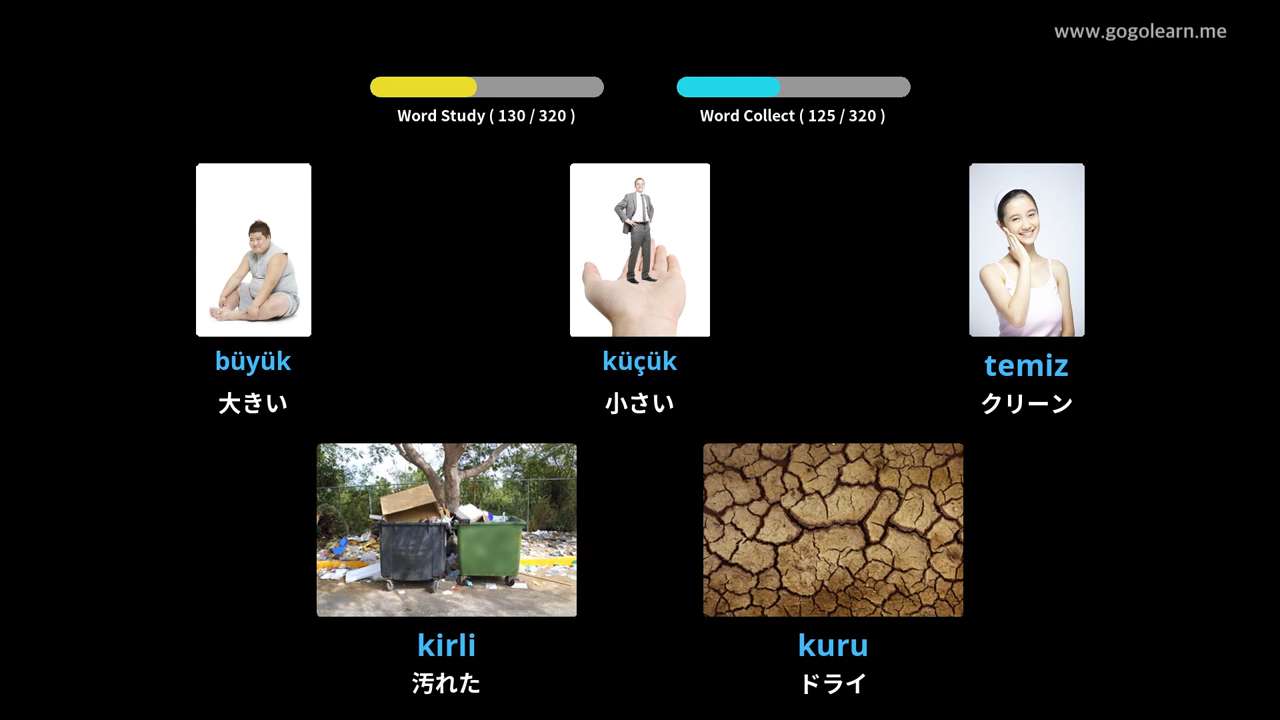 www.gogolearn.me
Word Study ( 130 / 320 )
Word Collect ( 125 / 320 )
büyük
küçük
temiz
大きい
小さい
クリーン
kirli
kuru
汚れた
ドライ